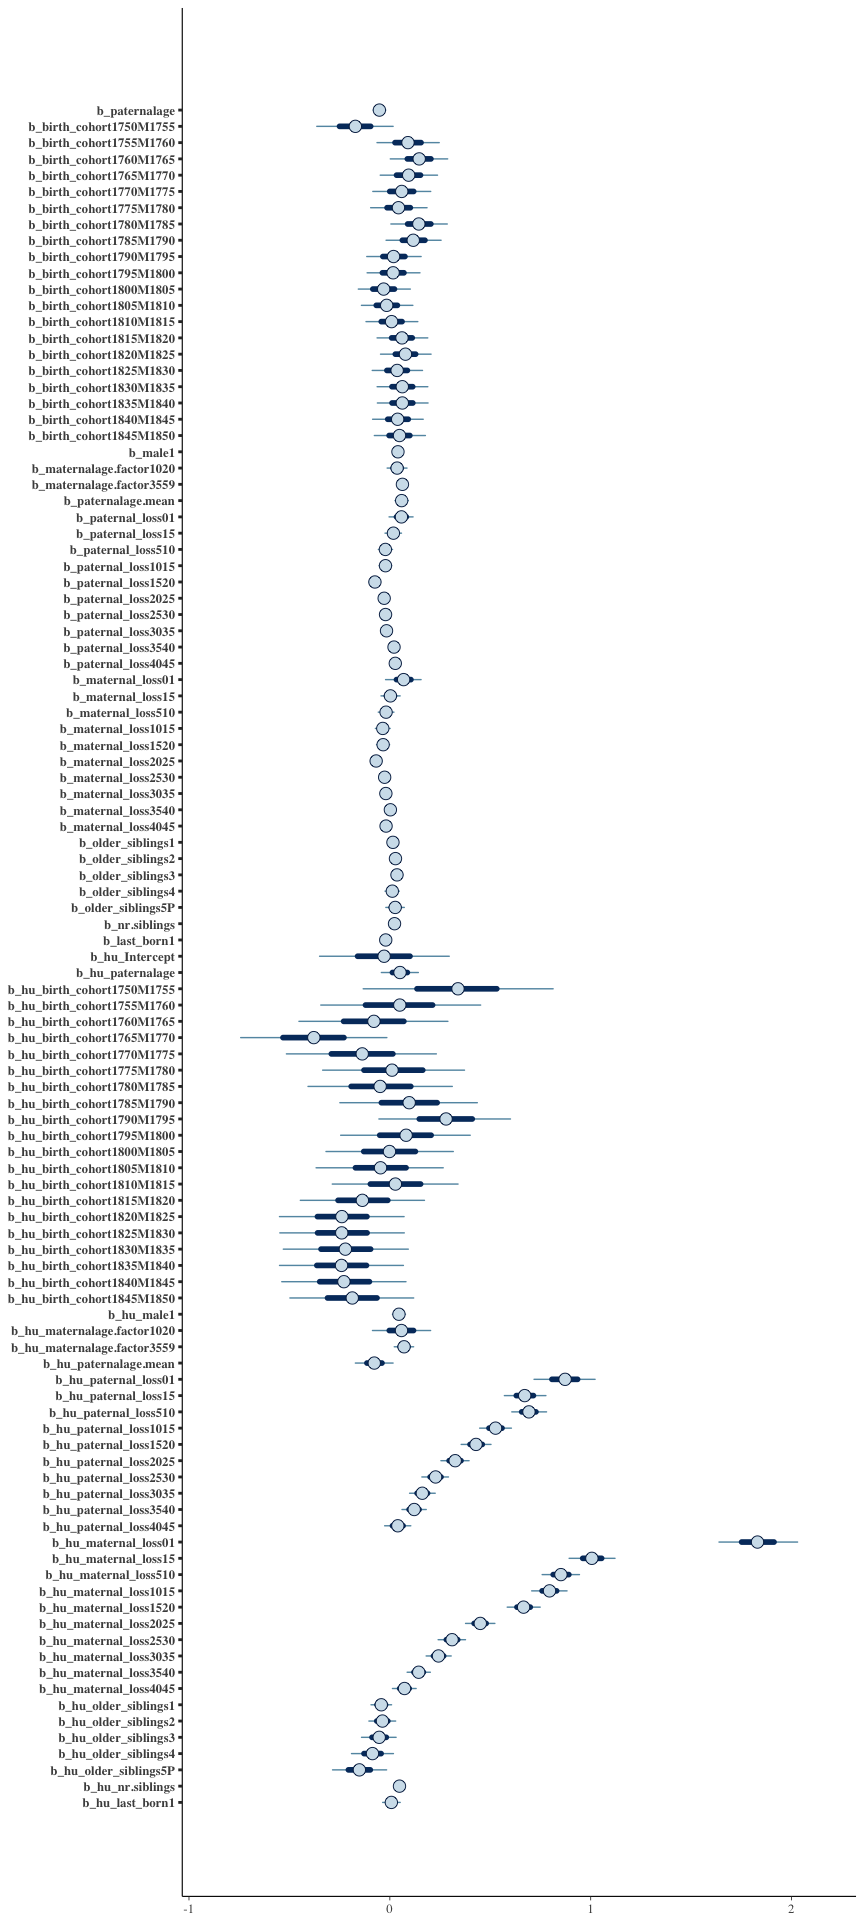 b_paternalage
b_birth_cohort1750M1755
b_birth_cohort1755M1760
b_birth_cohort1760M1765
b_birth_cohort1765M1770
b_birth_cohort1770M1775
b_birth_cohort1775M1780
b_birth_cohort1780M1785
b_birth_cohort1785M1790
b_birth_cohort1790M1795
b_birth_cohort1795M1800
b_birth_cohort1800M1805
b_birth_cohort1805M1810
b_birth_cohort1810M1815
b_birth_cohort1815M1820
b_birth_cohort1820M1825
b_birth_cohort1825M1830
b_birth_cohort1830M1835
b_birth_cohort1835M1840
b_birth_cohort1840M1845
b_birth_cohort1845M1850
b_male1
b_maternalage.factor1020
b_maternalage.factor3559
b_paternalage.mean
b_paternal_loss01
b_paternal_loss15
b_paternal_loss510
b_paternal_loss1015
b_paternal_loss1520
b_paternal_loss2025
b_paternal_loss2530
b_paternal_loss3035
b_paternal_loss3540
b_paternal_loss4045
b_maternal_loss01
b_maternal_loss15
b_maternal_loss510
b_maternal_loss1015
b_maternal_loss1520
b_maternal_loss2025
b_maternal_loss2530
b_maternal_loss3035
b_maternal_loss3540
b_maternal_loss4045
b_older_siblings1
b_older_siblings2
b_older_siblings3
b_older_siblings4
b_older_siblings5P
b_nr.siblings
b_last_born1
b_hu_Intercept
b_hu_paternalage
b_hu_birth_cohort1750M1755
b_hu_birth_cohort1755M1760
b_hu_birth_cohort1760M1765
b_hu_birth_cohort1765M1770
b_hu_birth_cohort1770M1775
b_hu_birth_cohort1775M1780
b_hu_birth_cohort1780M1785
b_hu_birth_cohort1785M1790
b_hu_birth_cohort1790M1795
b_hu_birth_cohort1795M1800
b_hu_birth_cohort1800M1805
b_hu_birth_cohort1805M1810
b_hu_birth_cohort1810M1815
b_hu_birth_cohort1815M1820
b_hu_birth_cohort1820M1825
b_hu_birth_cohort1825M1830
b_hu_birth_cohort1830M1835
b_hu_birth_cohort1835M1840
b_hu_birth_cohort1840M1845
b_hu_birth_cohort1845M1850
b_hu_male1
b_hu_maternalage.factor1020
b_hu_maternalage.factor3559
b_hu_paternalage.mean
b_hu_paternal_loss01
b_hu_paternal_loss15
b_hu_paternal_loss510
b_hu_paternal_loss1015
b_hu_paternal_loss1520
b_hu_paternal_loss2025
b_hu_paternal_loss2530
b_hu_paternal_loss3035
b_hu_paternal_loss3540
b_hu_paternal_loss4045
b_hu_maternal_loss01
b_hu_maternal_loss15
b_hu_maternal_loss510
b_hu_maternal_loss1015
b_hu_maternal_loss1520
b_hu_maternal_loss2025
b_hu_maternal_loss2530
b_hu_maternal_loss3035
b_hu_maternal_loss3540
b_hu_maternal_loss4045
b_hu_older_siblings1
b_hu_older_siblings2
b_hu_older_siblings3
b_hu_older_siblings4
b_hu_older_siblings5P
b_hu_nr.siblings
b_hu_last_born1
-1 0 1 2